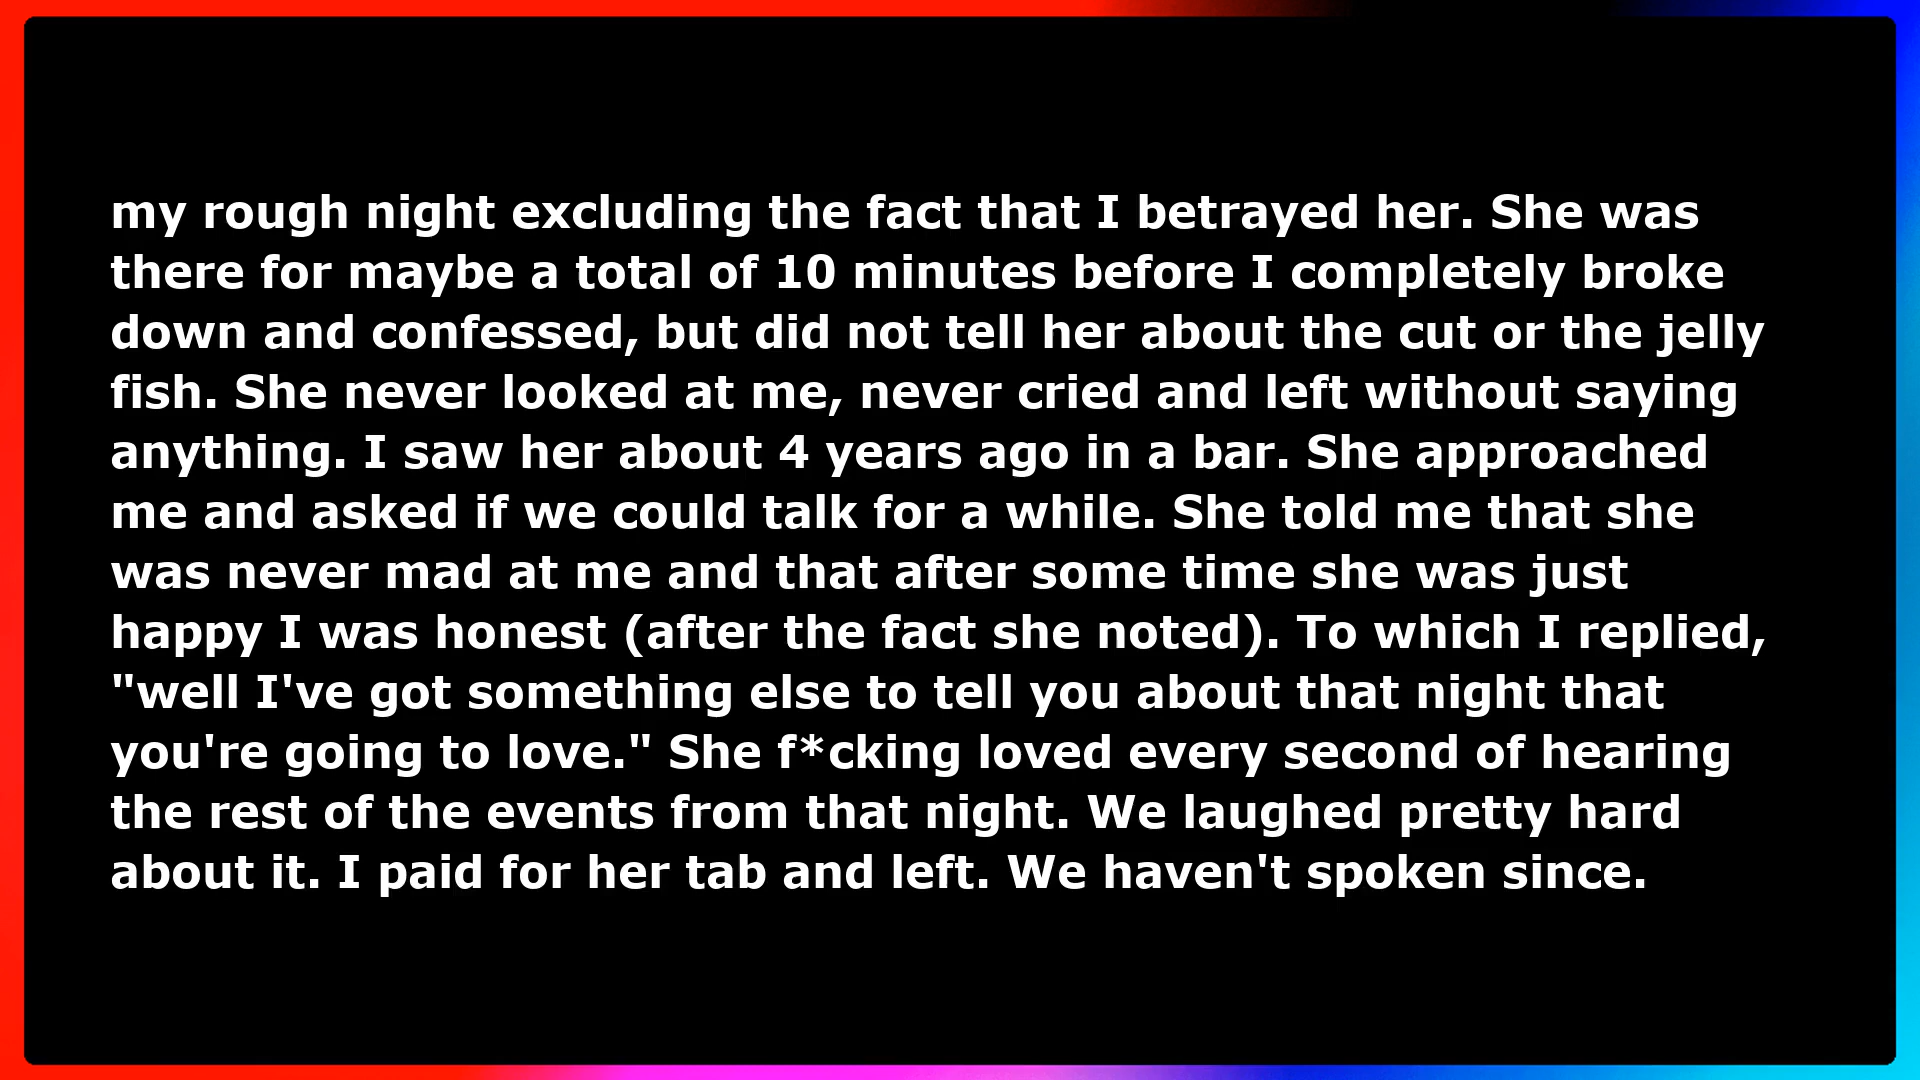 my rough night excluding the fact that I betrayed her. She was
there for maybe a total of 10 minutes before I completely broke
down and confessed, but did not tell her about the cut or the jelly
fish. She never looked at me, never cried and left without saying
anything. I saw her about 4 years ago in a bar. She approached
me and asked if we could talk for a while. She told me that she
was never mad at me and that after some time she was just
happy I was honest (after the fact she noted). To which I replied,
"well I've got something else to tell you about that night that
you're going to love." She f*cking loved every second of hearing
the rest of the events from that night. We laughed pretty hard
about it. I paid for her tab and left. We haven't spoken since.